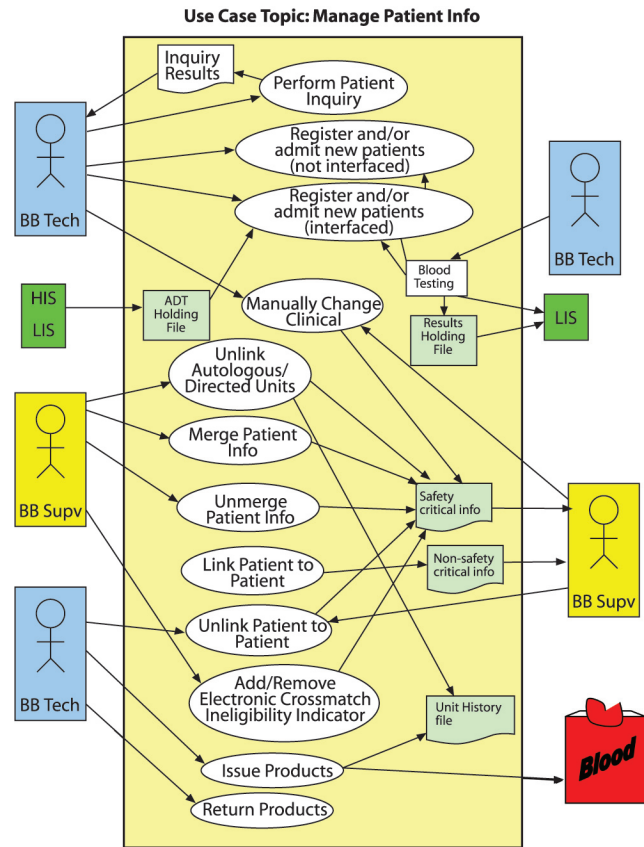 Use Case Topic: Manage Patient Info
Inquiry
Results
Perform Patient
Inquiry
BB Tech
Register and/or
admit new patients
(not interfaced)
Register and/or
admit new patients
(interfaced)
BB Tech
Blood
Testing
HIS
LIS
ADT
Holding
File
Manually Change
Clinical
Results
Holding
File
LIS
Unlink
Autologous/
Directed Units
Merge Patient
Info
BB Supv
Unmerge
Patient Info
Safety
critical info
Link Patient to
Patient
Non-safety
critical info
BB Supv
Unlink Patient to
Patient
BB Tech
Add/Remove
Electronic Crossmatch
Ineligibility Indicator
Unit History
file
Issue Products
Blood
Return Products